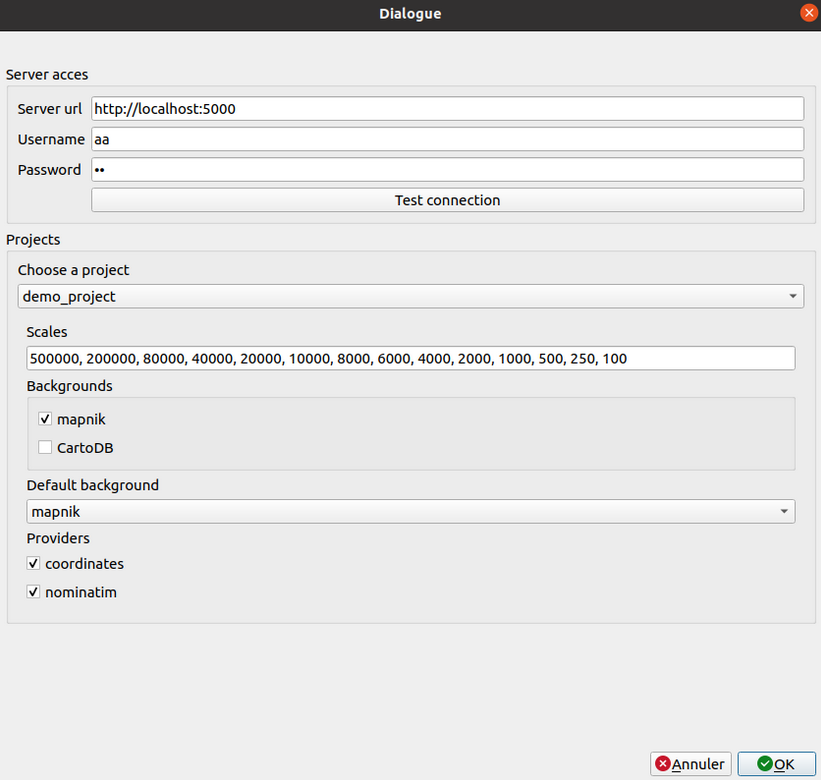 Dialogue
Server acces
Server url http://localhost:5000
Username aa
Password ••
Test connection
Projects
Choose a project
demo_project
Scales
500000, 200000, 80000, 40000, 20000, 10000, 8000, 6000, 4000, 2000, 1000, 500, 250, 100
Backgrounds
mapnik
CartoDB
Default background
mapnik
Providers
coordinates
nominatim
Annuler OK